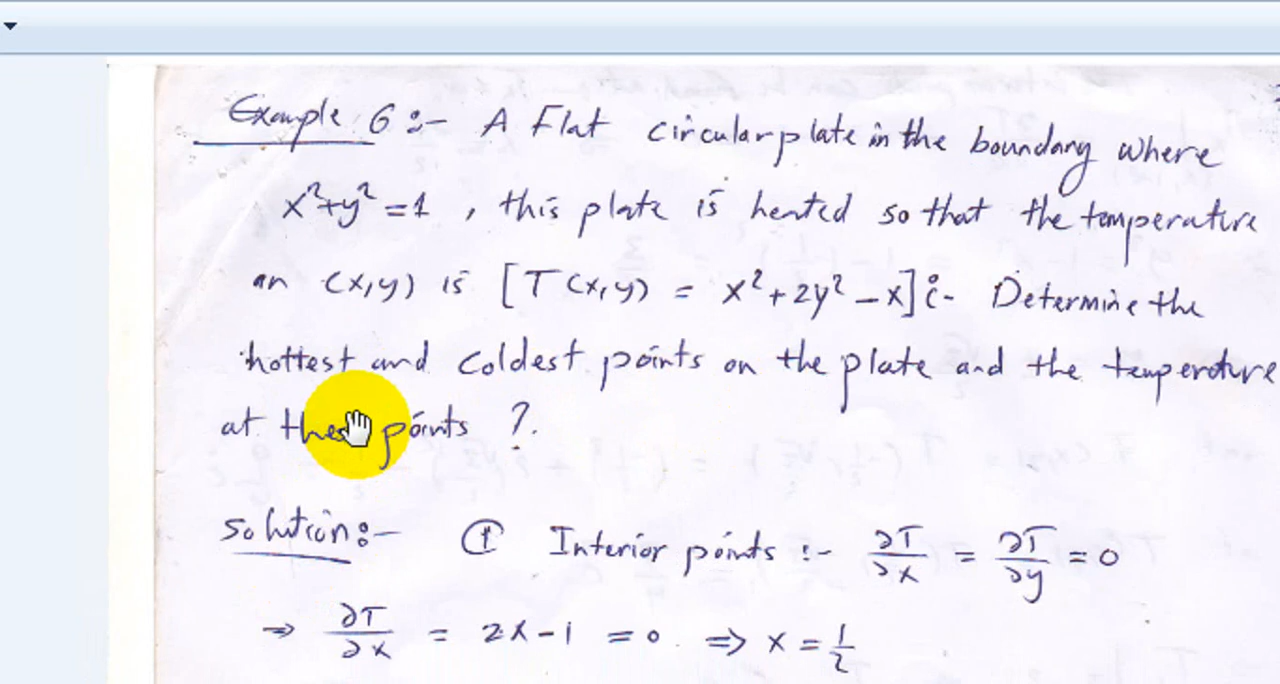 Example 6:- A Flat circular plate in the boundary where
x²+y²=1 , this plate is heated so that the temperature
an (x,y) is [T(x,y) = x²+2y²-x]:- Determine the
hottest and coldest points on the plate and the temperature
at points ?.
Solution:- ① Interior points :- ∂T/∂x = ∂T/∂y = 0
⇒ ∂T/∂x = 2x-1 = 0 ⇒ x = 1/2